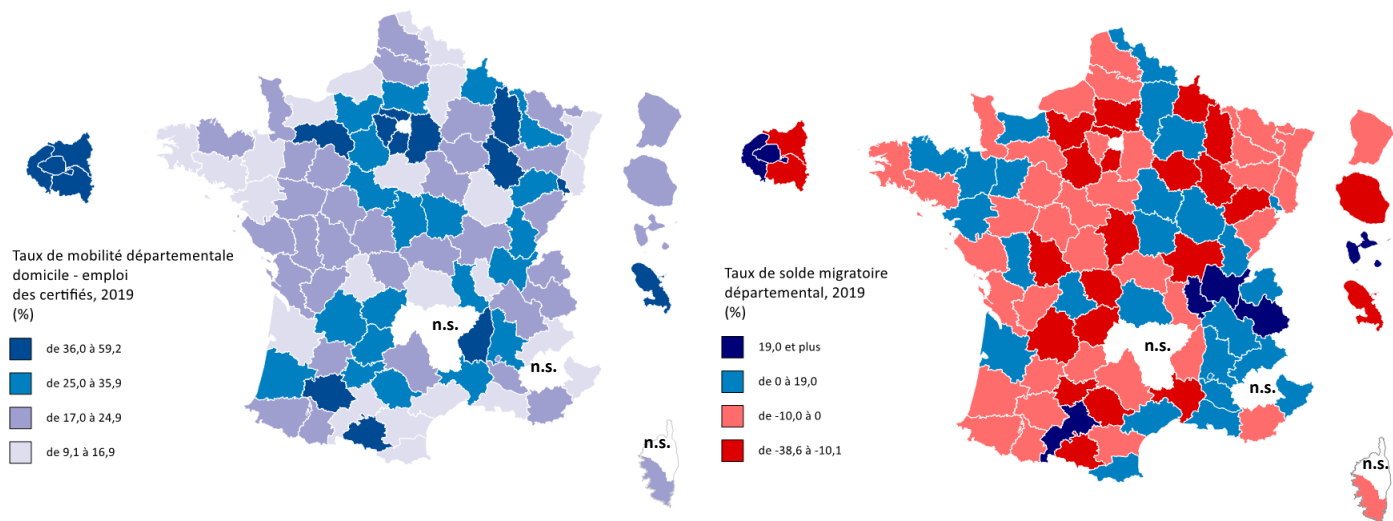 Taux de mobilité départementale
domicile - emploi
des certifiés, 2019
(%)
de 36,0 à 59,2
de 25,0 à 35,9
de 17,0 à 24,9
de 9,1 à 16,9
n.s.
n.s.
n.s.
Taux de solde migratoire
départemental, 2019
(%)
19,0 et plus
de 0 à 19,0
de -10,0 à 0
de -38,6 à -10,1
n.s.
n.s.
n.s.